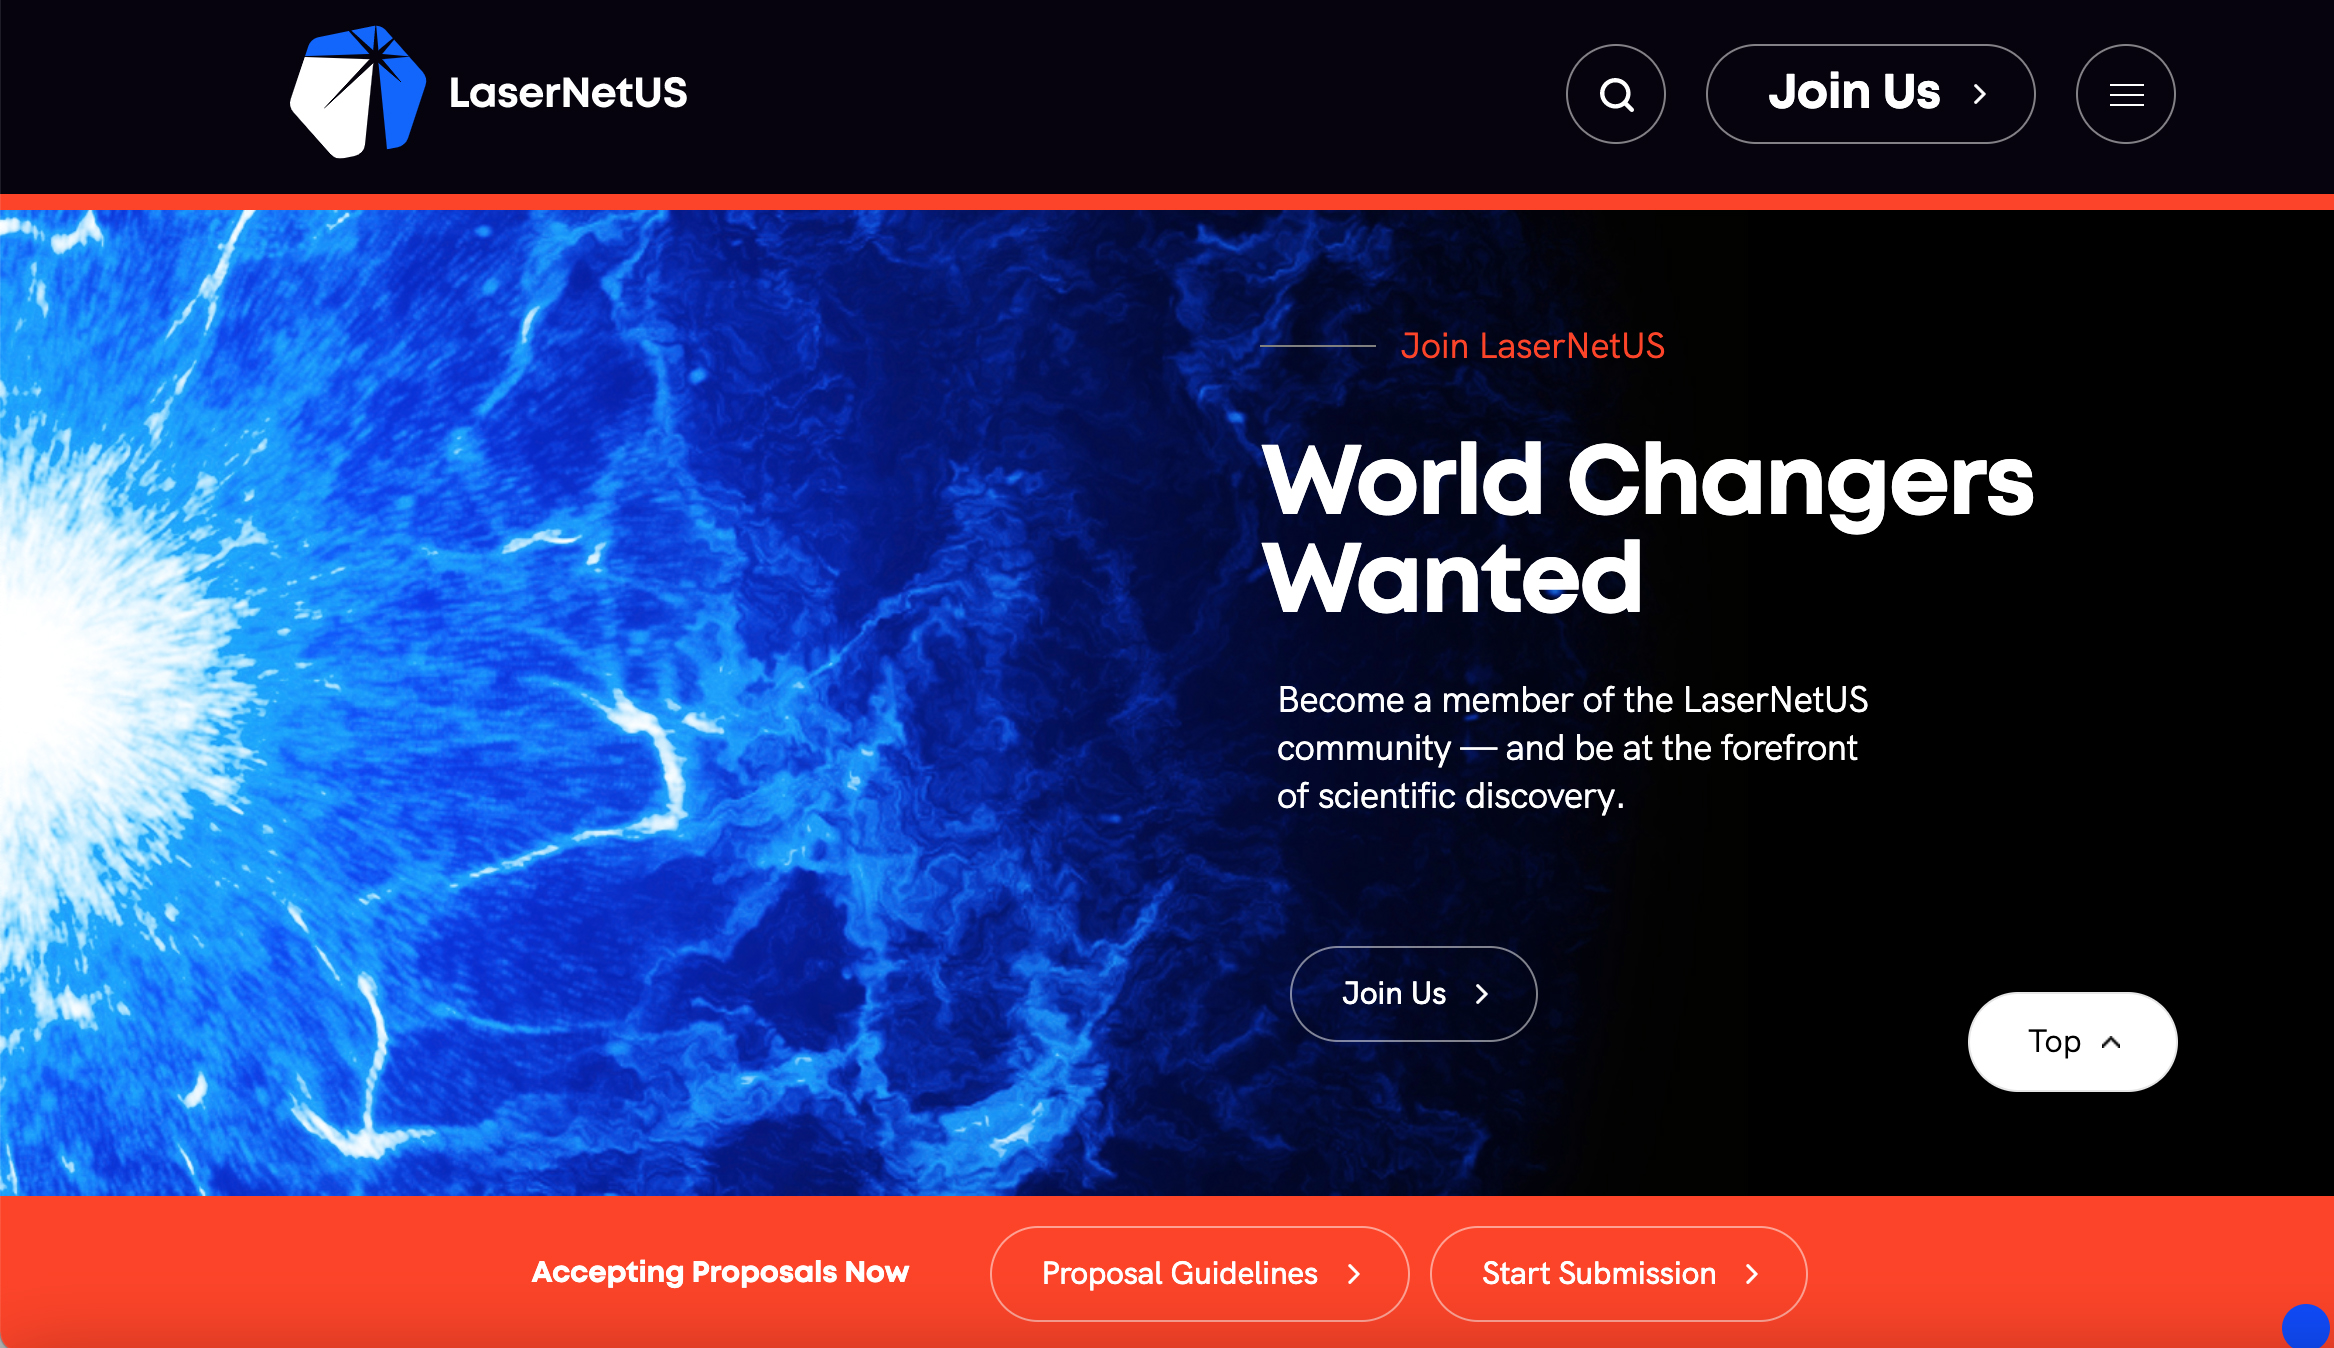 LaserNetUS
Join Us
Join LaserNetUS
World Changers
Wanted
Become a member of the LaserNetUS
community — and be at the forefront
of scientific discovery.
Join Us
Top
Accepting Proposals Now
Proposal Guidelines
Start Submission